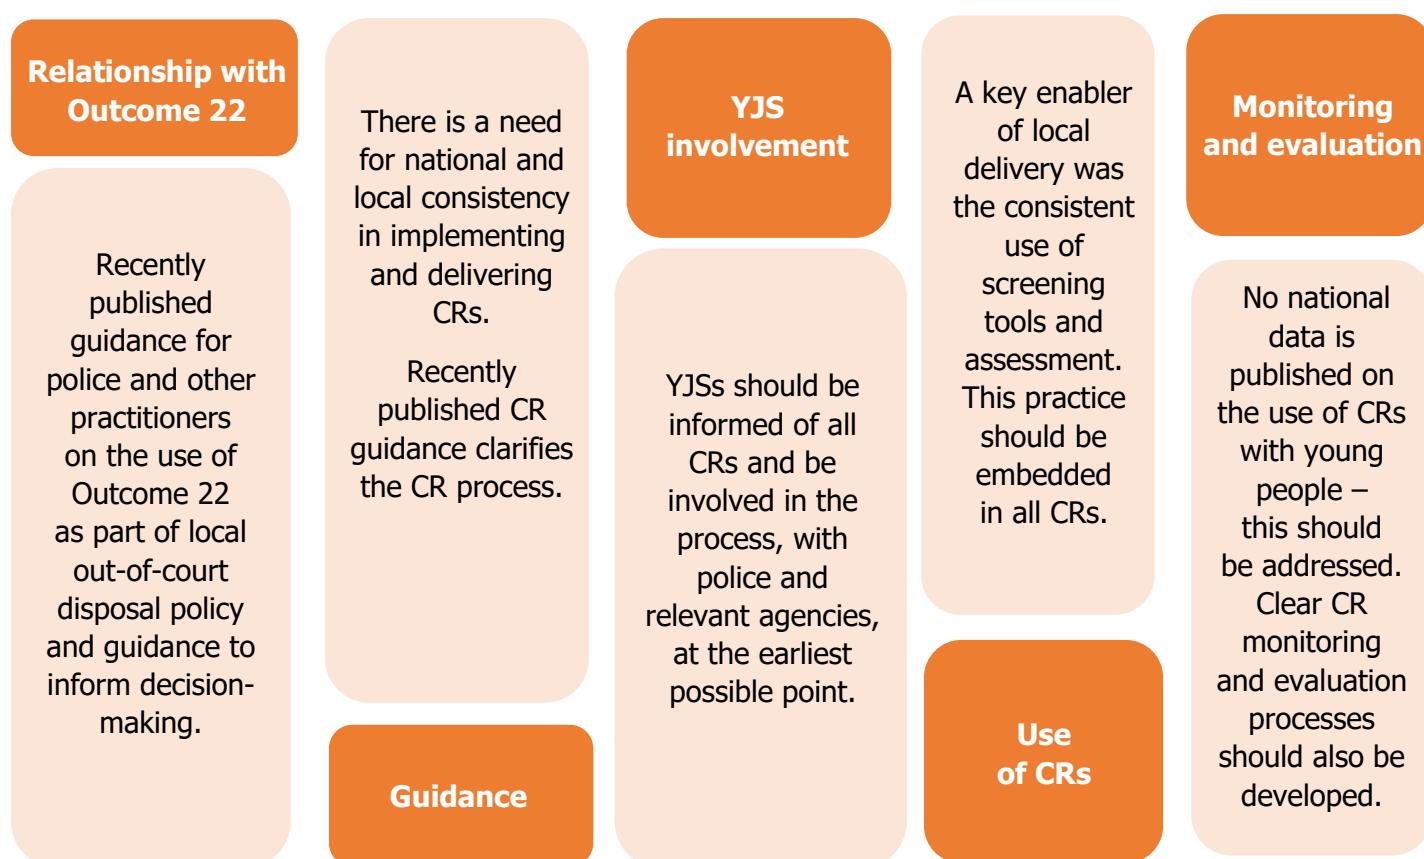 Relationship with
Outcome 22
Recently
published
guidance for
police and other
practitioners
on the use of
Outcome 22
as part of local
out-of-court
disposal policy
and guidance to
inform decision-
making.
There is a need
for national and
local consistency
in implementing
and delivering
CRs.
Recently
published CR
guidance clarifies
the CR process.
Guidance
YJS
involvement
YJSs should be
informed of all
CRs and be
involved in the
process, with
police and
relevant agencies,
at the earliest
possible point.
A key enabler
of local
delivery was
the consistent
use of
screening
tools and
assessment.
This practice
should be
embedded
in all CRs.
Use
of CRs
Monitoring
and evaluation
No national
data is
published on
the use of CRs
with young
people –
this should
be addressed.
Clear CR
monitoring
and evaluation
processes
should also be
developed.